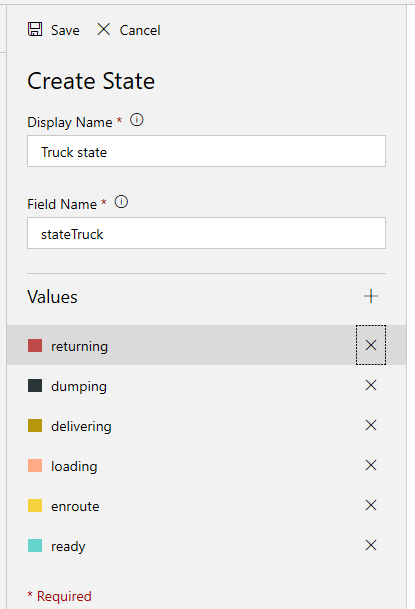 Save Cancel
Create State
Display Name *
Truck state
Field Name *
stateTruck
Values
returning
dumping
delivering
loading
enroute
ready
* Required